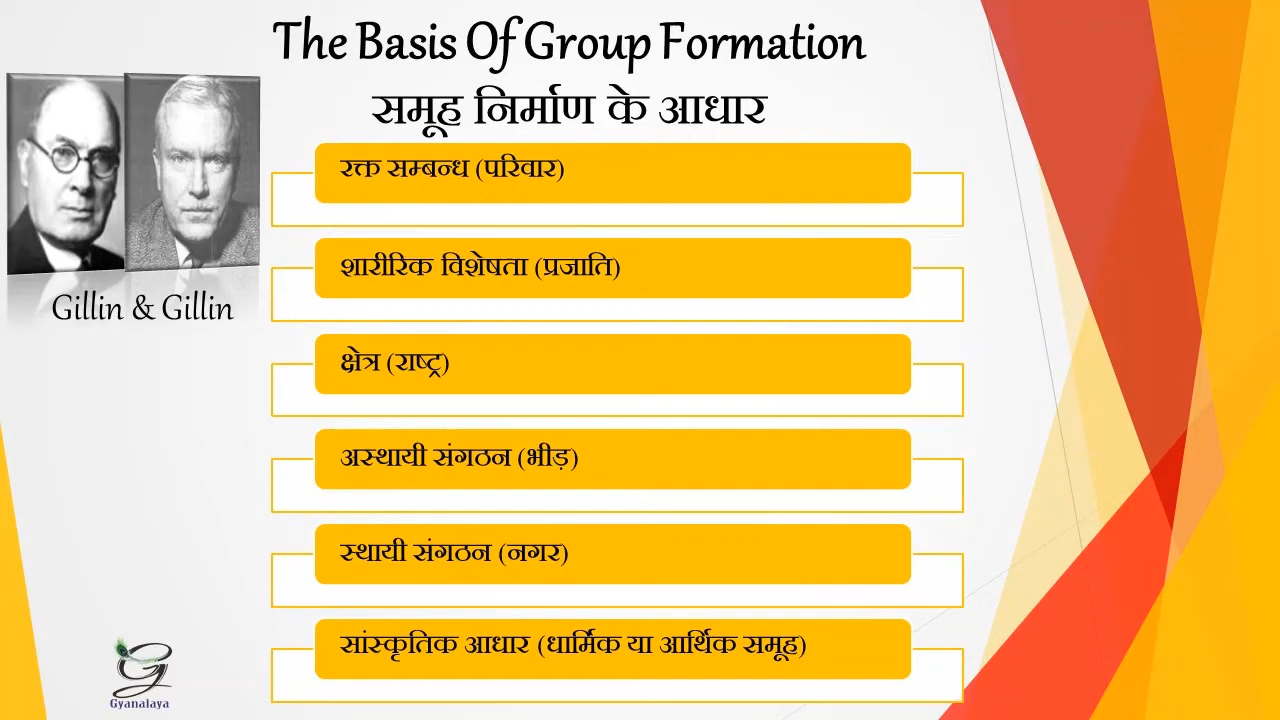 The Basis Of Group Formation
समूह निर्माण के आधार
रक्त सम्बन्ध (परिवार)
शारीरिक विशेषता (प्रजाति)
Gillin & Gillin
क्षेत्र (राष्ट्र)
अस्थायी संगठन (भीड़)
स्थायी संगठन (नगर)
सांस्कृतिक आधार (धार्मिक या आर्थिक समूह)
Gyanalaya